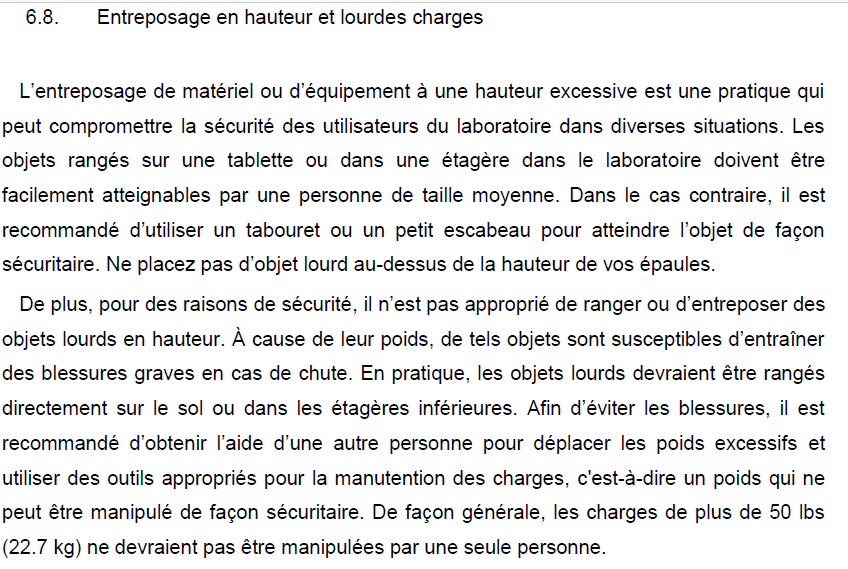 6.8. Entreposage en hauteur et lourdes charges
L’entreposage de matériel ou d’équipement à une hauteur excessive est une pratique qui
peut compromettre la sécurité des utilisateurs du laboratoire dans diverses situations. Les
objets rangés sur une tablette ou dans une étagère dans le laboratoire doivent être
facilement atteignables par une personne de taille moyenne. Dans le cas contraire, il est
recommandé d’utiliser un tabouret ou un petit escabeau pour atteindre l’objet de façon
sécuritaire. Ne placez pas d’objet lourd au-dessus de la hauteur de vos épaules.
De plus, pour des raisons de sécurité, il n’est pas approprié de ranger ou d’entreposer des
objets lourds en hauteur. À cause de leur poids, de tels objets sont susceptibles d’entraîner
des blessures graves en cas de chute. En pratique, les objets lourds devraient être rangés
directement sur le sol ou dans les étagères inférieures. Afin d’éviter les blessures, il est
recommandé d’obtenir l’aide d’une autre personne pour déplacer les poids excessifs et
utiliser des outils appropriés pour la manutention des charges, c'est-à-dire un poids qui ne
peut être manipulé de façon sécuritaire. De façon générale, les charges de plus de 50 lbs
(22.7 kg) ne devraient pas être manipulées par une seule personne.